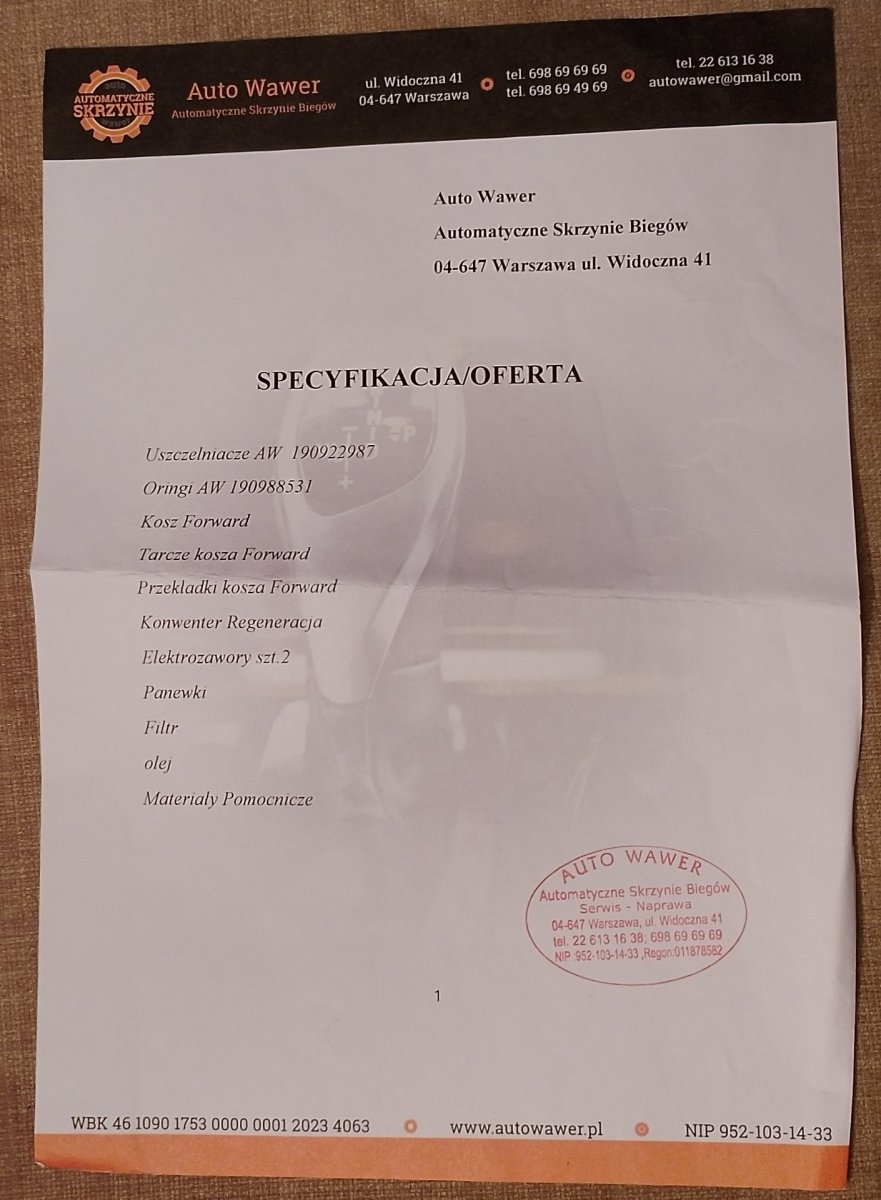 auto
AUTOMATYCZNE
SKRZYNIE
wawer
Auto Wawer
Automatyczne Skrzynie Biegów
ul. Widoczna 41
04-647 Warszawa
tel. 698 69 69 69
tel. 698 69 49 69
tel. 22 613 16 38
autowawer@gmail.com
Auto Wawer
Automatyczne Skrzynie Biegów
04-647 Warszawa ul. Widoczna 41
SPECYFIKACJA/OFERTA
Uszczelniacze AW 190922987
Oringi AW 190988531
Kosz Forward
Tarcze kosza Forward
Przekładki kosza Forward
Konwenter Regeneracja
Elektrozawory szt.2
Panewki
Filtr
olej
Materiały Pomocnicze
AUTO WAWER
Automatyczne Skrzynie Biegów
Serwis - Naprawa
04-647 Warszawa, ul. Widoczna 41
tel. 22 613 16 38; 698 69 69 69
NIP :952-103-14-33 ,Regon:011878582
1
WBK 46 1090 1753 0000 0001 2023 4063
www.autowawer.pl
NIP 952-103-14-33